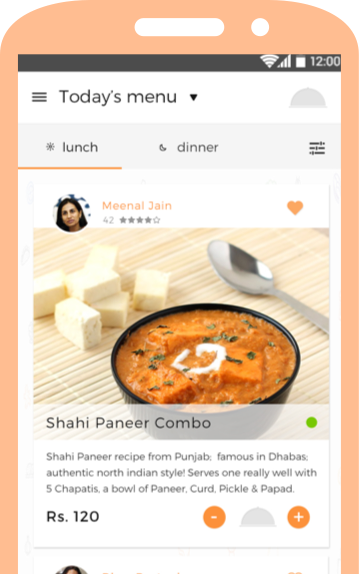 12:00
Today's menu
lunch dinner
Meenal Jain
42
Shahi Paneer Combo
Shahi Paneer recipe from Punjab; famous in Dhabas;
authentic north indian style! Serves one really well with
5 Chapatis, a bowl of Paneer, Curd, Pickle & Papad.
Rs. 120 - +